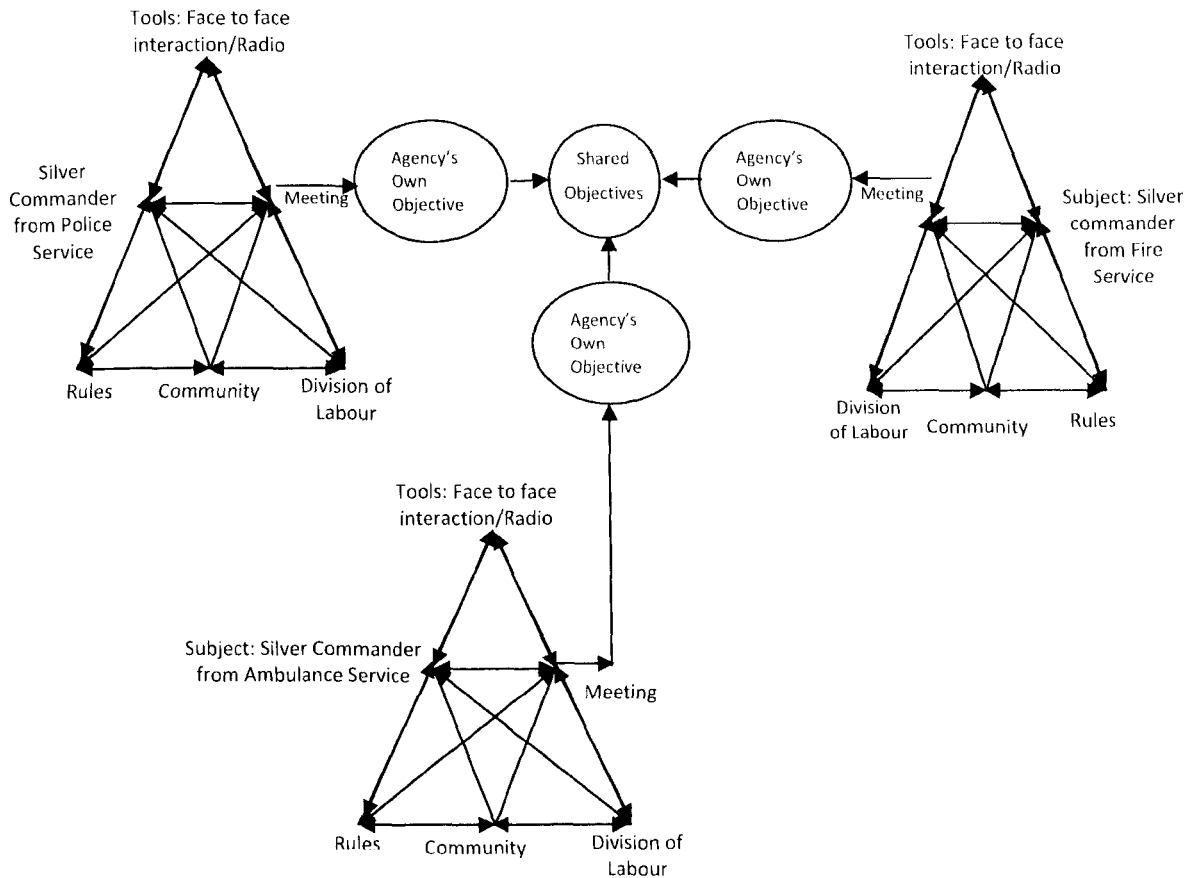 Tools: Face to face
interaction/Radio
Tools: Face to face
interaction/Radio
Silver
Commander
from Police
Service
Meeting
Agency's
Own
Objective
Shared
Objectives
Agency's
Own
Objective
Meeting
Subject: Silver
commander
from Fire
Service
Agency's
Own
Objective
Rules
Community
Division of
Labour
Division
of Labour
Community
Rules
Tools: Face to face
interaction/Radio
Subject: Silver Commander
from Ambulance Service
Meeting
Rules
Community
Division of
Labour